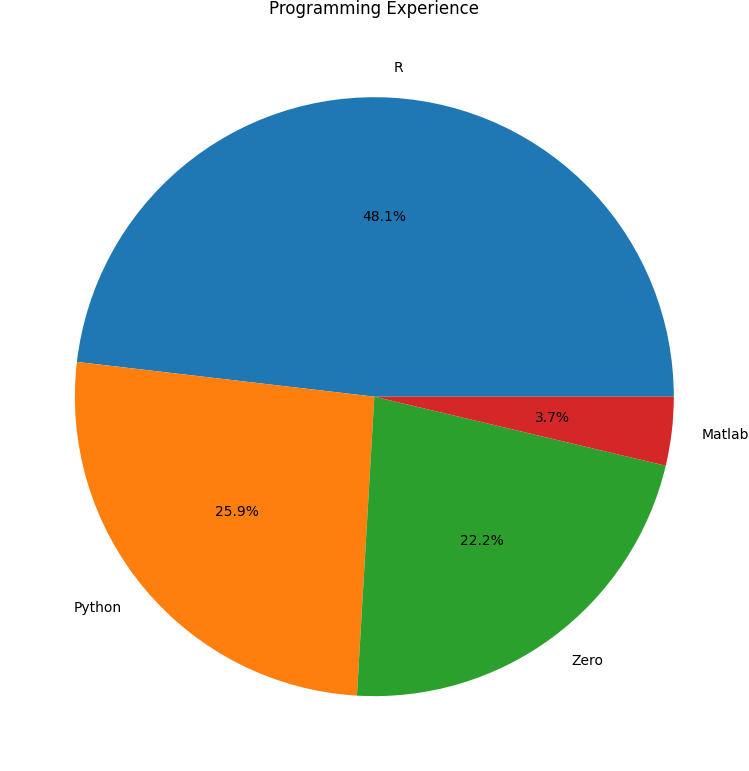 Programming Experience
R
48.1%
3.7%
Matlab
25.9%
22.2%
Python
Zero